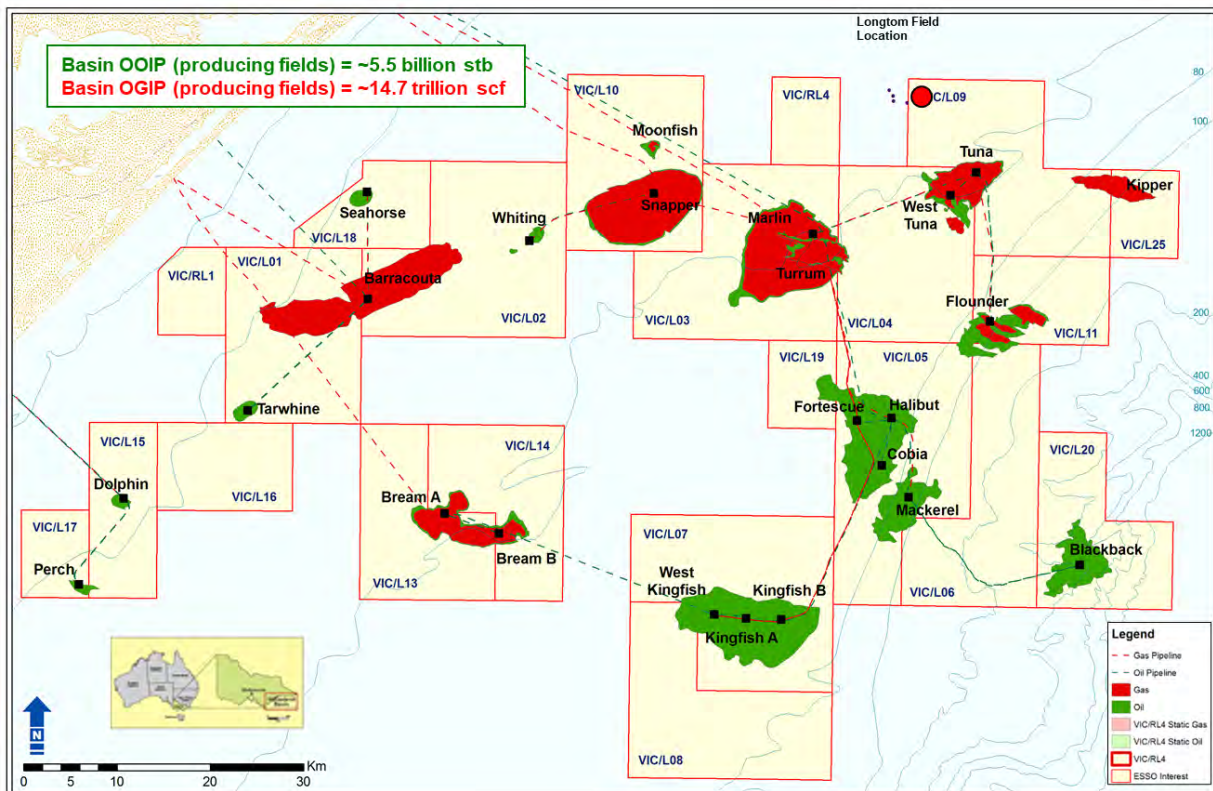 Longtom Field
Location
Basin OOIP (producing fields) = ~5.5 billion stb
Basin OGIP (producing fields) = ~14.7 trillion scf
80
VIC/L10
VIC/RL4
C/L09
100
Moonfish
Tuna
Kipper
Seahorse
Snapper
West
Tuna
Whiting
Marlin
VIC/L18
VIC/L25
VIC/RL1
VIC/L01
Barracouta
Turrum
Flounder
200
VIC/L02
VIC/L03
VIC/L04
VIC/L11
VIC/L19
VIC/L05
400
600
800
1200
Tarwhine
Fortescue
Halibut
VIC/L15
VIC/L14
VIC/L20
Cobia
Dolphin
VIC/L16
Bream A
Mackerel
VIC/L17
VIC/L07
Bream B
Blackback
Perch
West
Kingfish
Kingfish B
VIC/L13
VIC/L06
Kingfish A
Legend
Gas Pipeline
Oil Pipeline
Gas
Oil
VIC/RL4 Static Gas
VIC/RL4 Static Oil
VIC/RL4
ESSO Interest
N
VIC/L08
Km
0 5 10 20 30